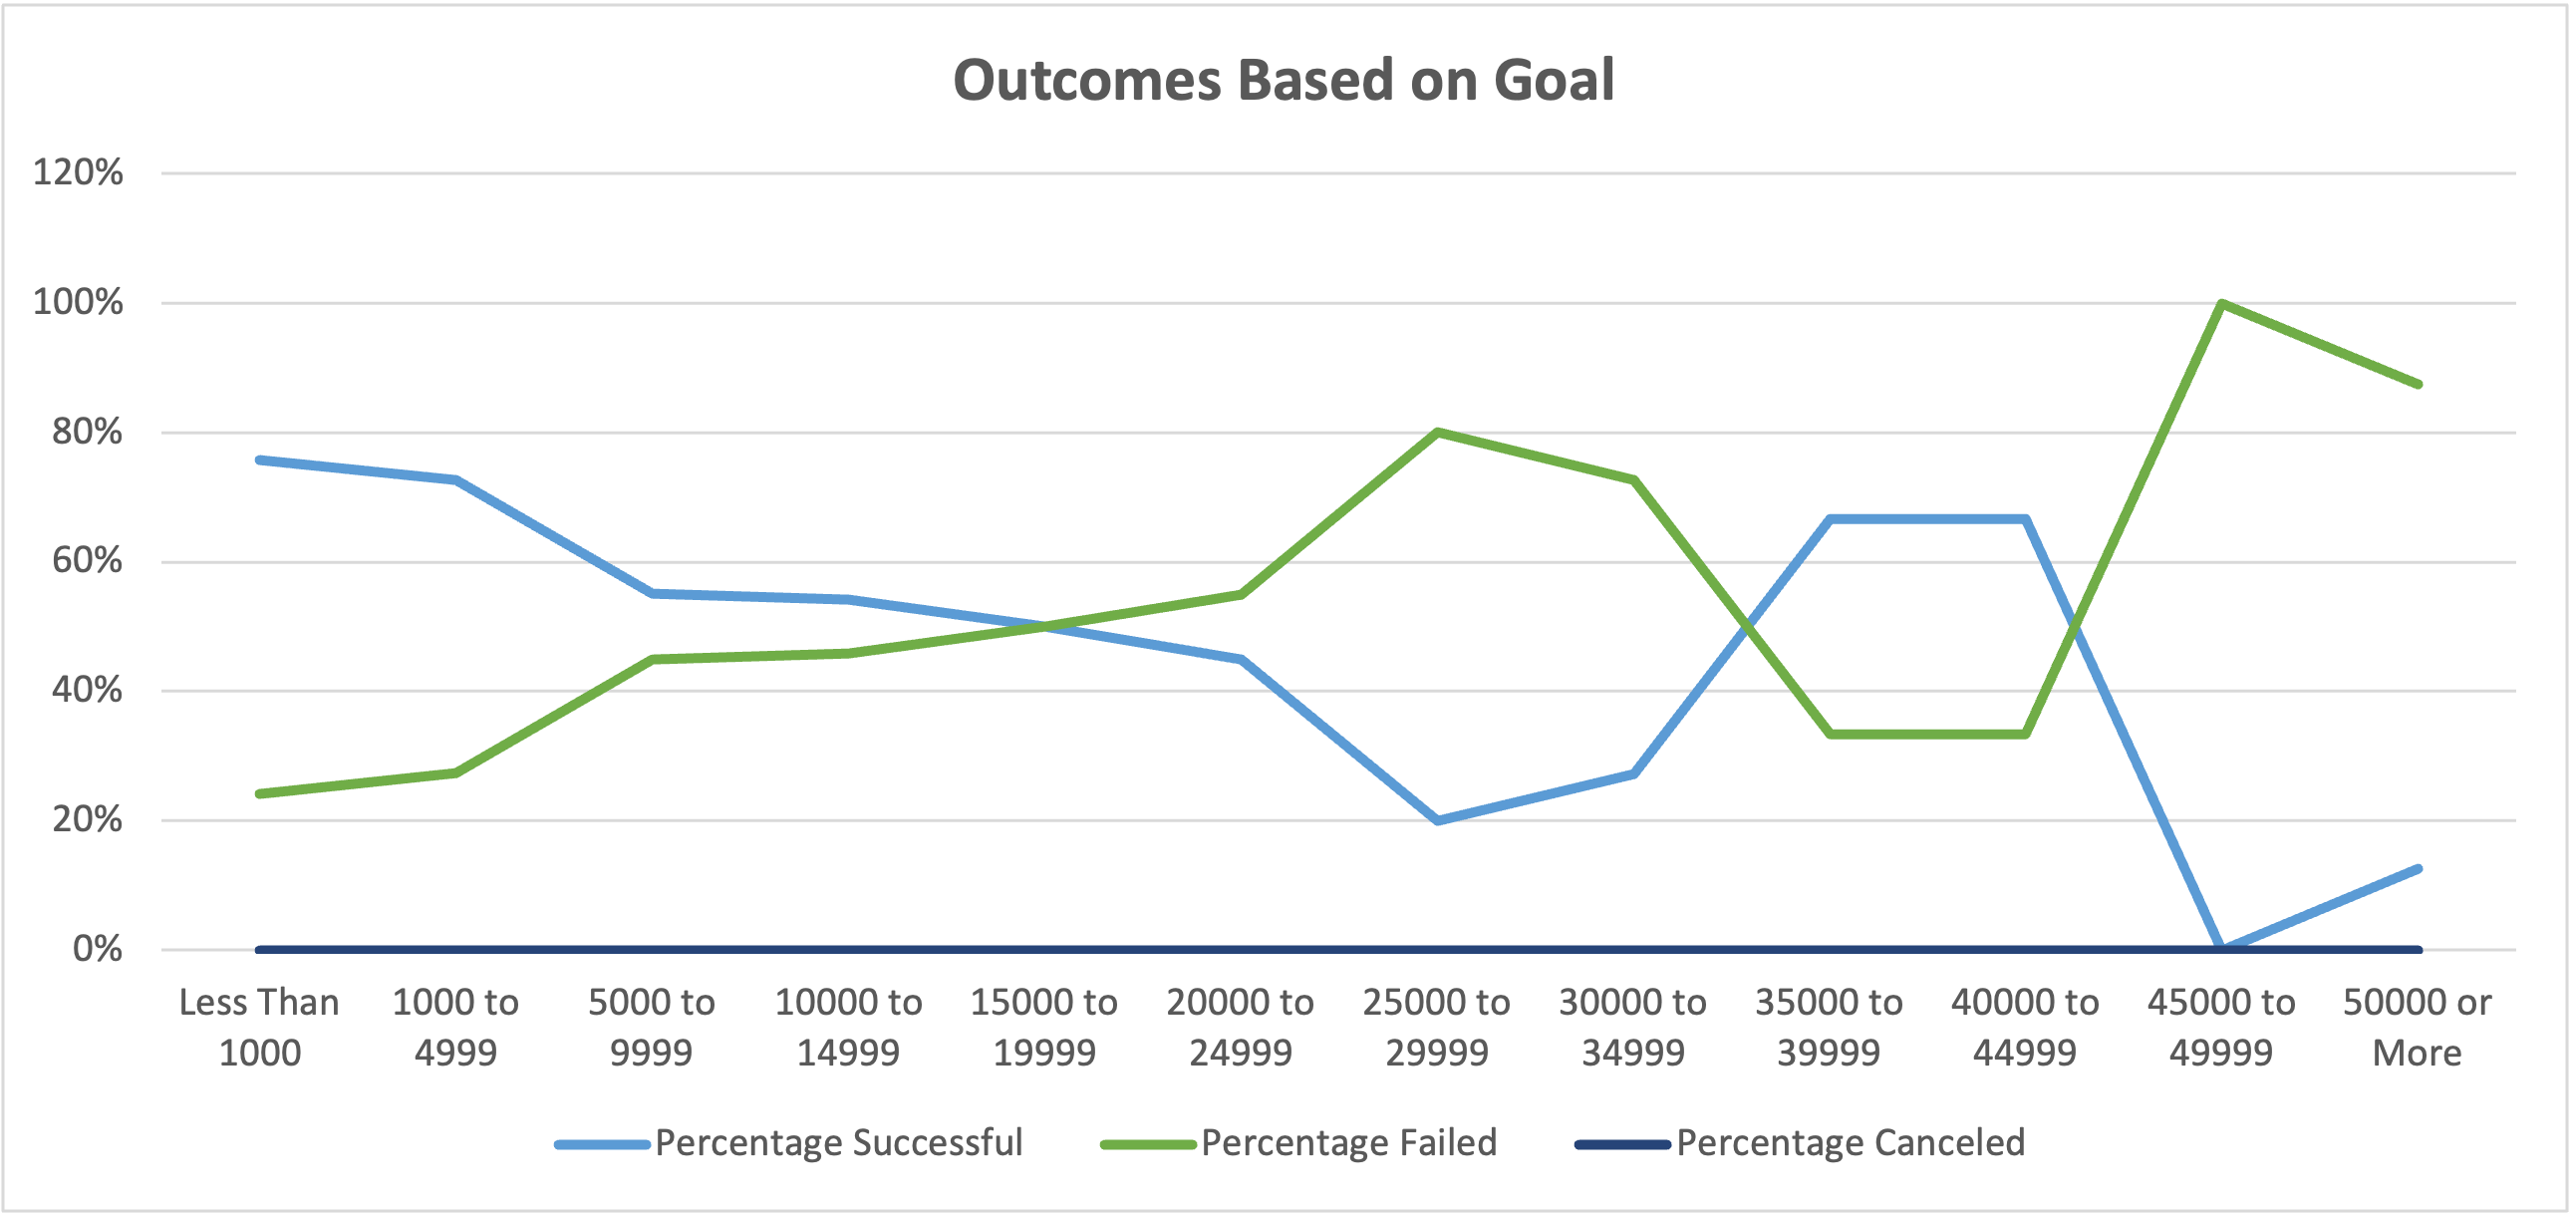 Outcomes Based on Goal
120%
100%
80%
60%
40%
20%
0%
Less Than 1000 to 5000 to 10000 to 15000 to 20000 to 25000 to 30000 to 35000 to 40000 to 45000 to 50000 or
1000 4999 9999 14999 19999 24999 29999 34999 39999 44999 49999 More
Percentage Successful Percentage Failed Percentage Canceled